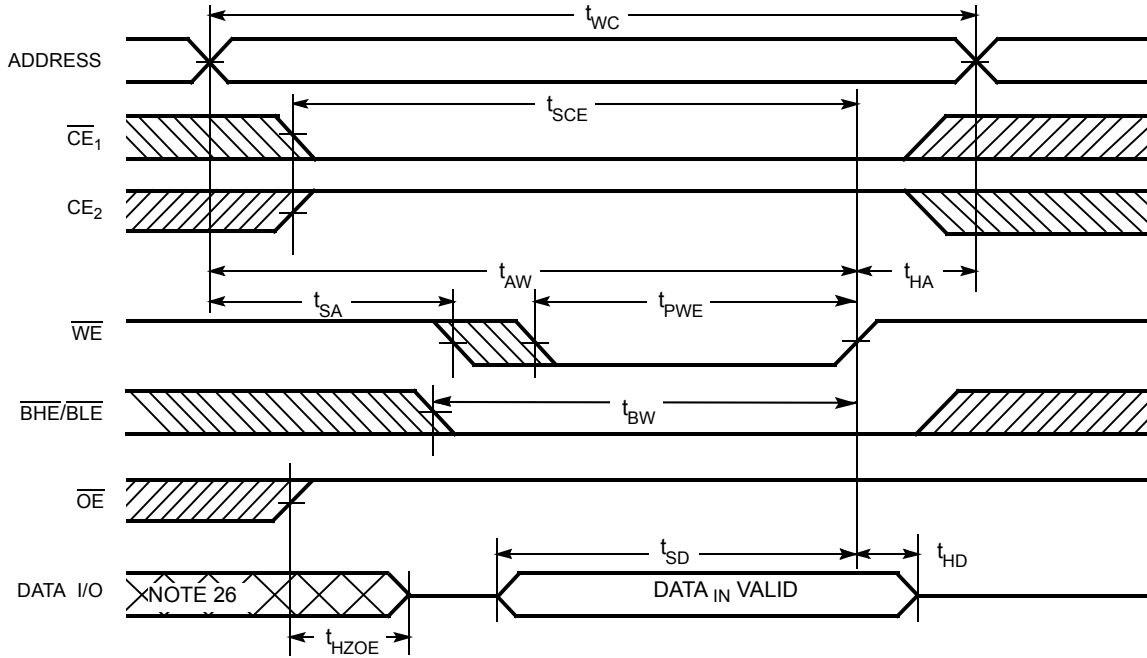 tWC
ADDRESS
tSCE
CE1
CE2
tAW
tHA
tSA
tPWE
WE
BHE/BLE
tBW
OE
tSD
tHD
DATA I/O
NOTE 26
DATA IN VALID
tHZOE